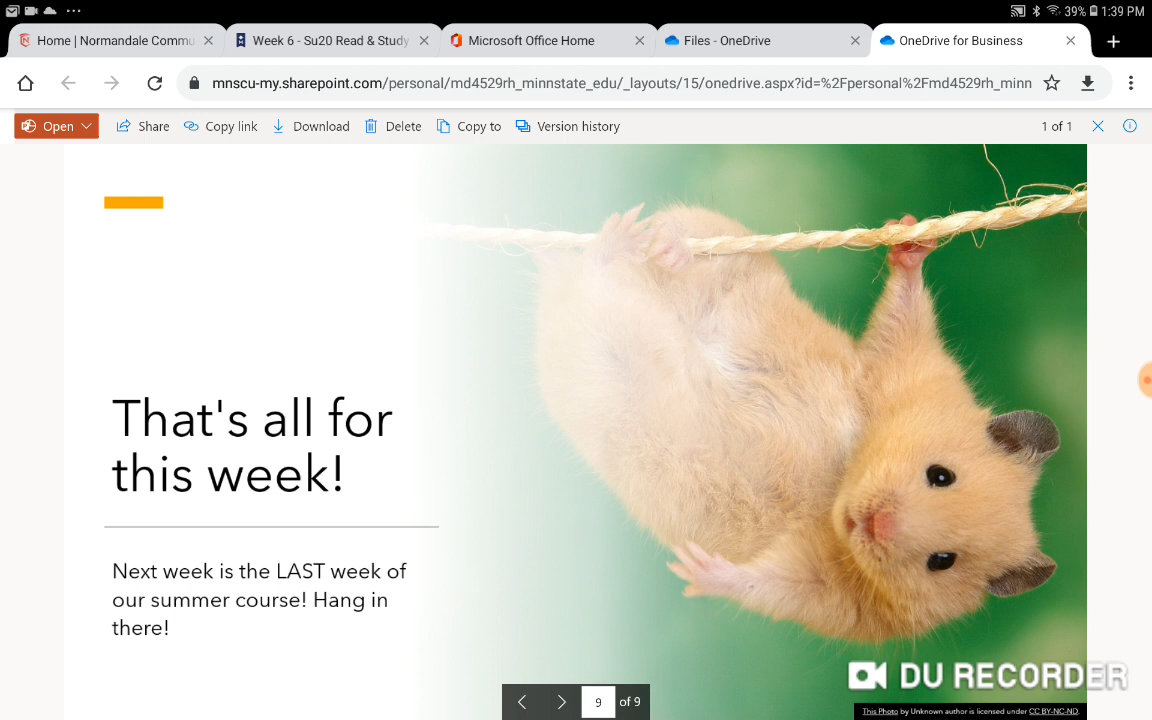 39% 1:39 PM
Home | Normandale Commu
Week 6 - Su20 Read & Study
Microsoft Office Home
Files - OneDrive
OneDrive for Business
mnscu-my.sharepoint.com/personal/md4529rh_minnstate_edu/_layouts/15/onedrive.aspx?id=%2Fpersonal%2Fmd4529rh_minn
Open Share Copy link Download Delete Copy to Version history 1 of 1
That's all for
this week!
Next week is the LAST week of
our summer course! Hang in
there!
DU RECORDER
9 of 9
This Photo by Unknown author is licensed under CC BY-NC-ND.